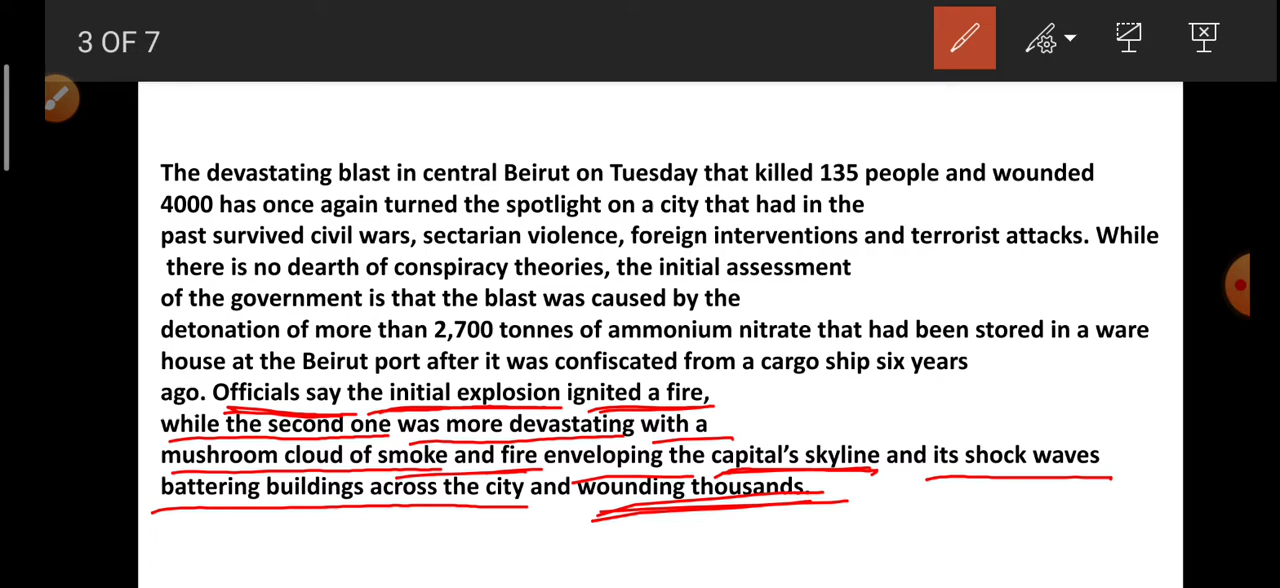 3 OF 7
The devastating blast in central Beirut on Tuesday that killed 135 people and wounded
4000 has once again turned the spotlight on a city that had in the
past survived civil wars, sectarian violence, foreign interventions and terrorist attacks. While
there is no dearth of conspiracy theories, the initial assessment
of the government is that the blast was caused by the
detonation of more than 2,700 tonnes of ammonium nitrate that had been stored in a ware
house at the Beirut port after it was confiscated from a cargo ship six years
ago. Officials say the initial explosion ignited a fire,
while the second one was more devastating with a
mushroom cloud of smoke and fire enveloping the capital’s skyline and its shock waves
battering buildings across the city and wounding thousands.